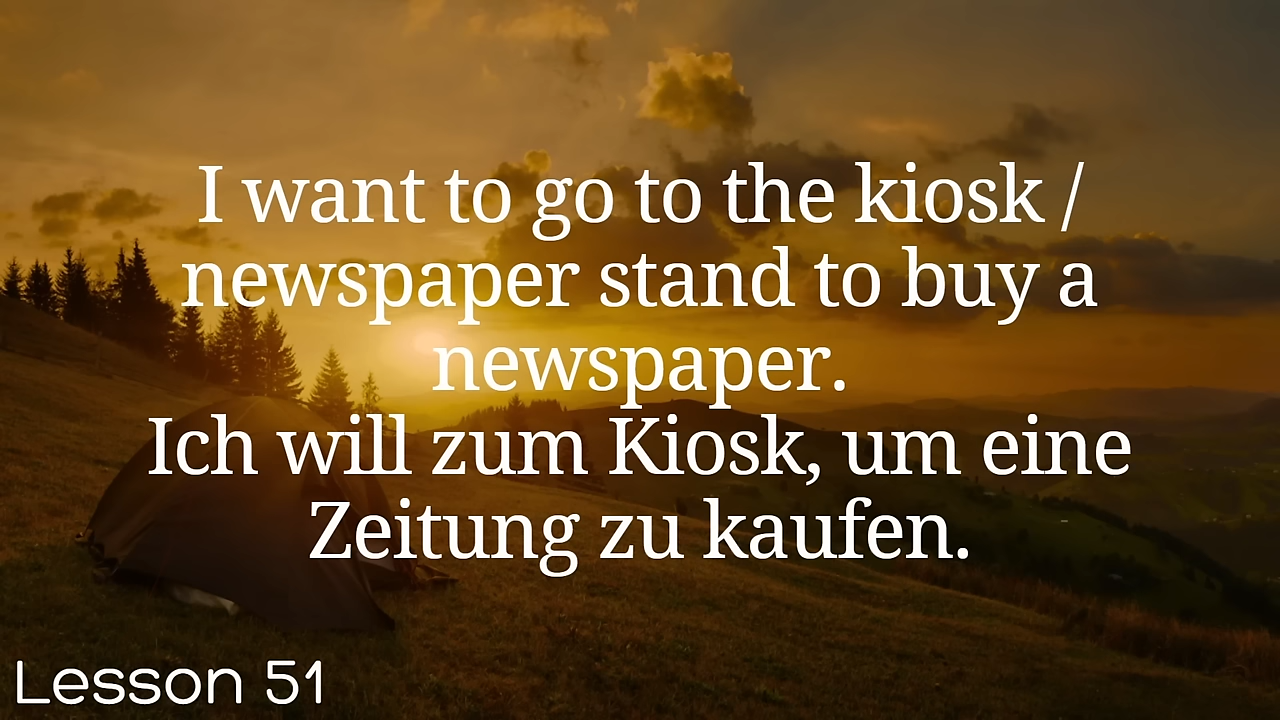 I want to go to the kiosk /
newspaper stand to buy a
newspaper.
Ich will zum Kiosk, um eine
Zeitung zu kaufen.
Lesson 51